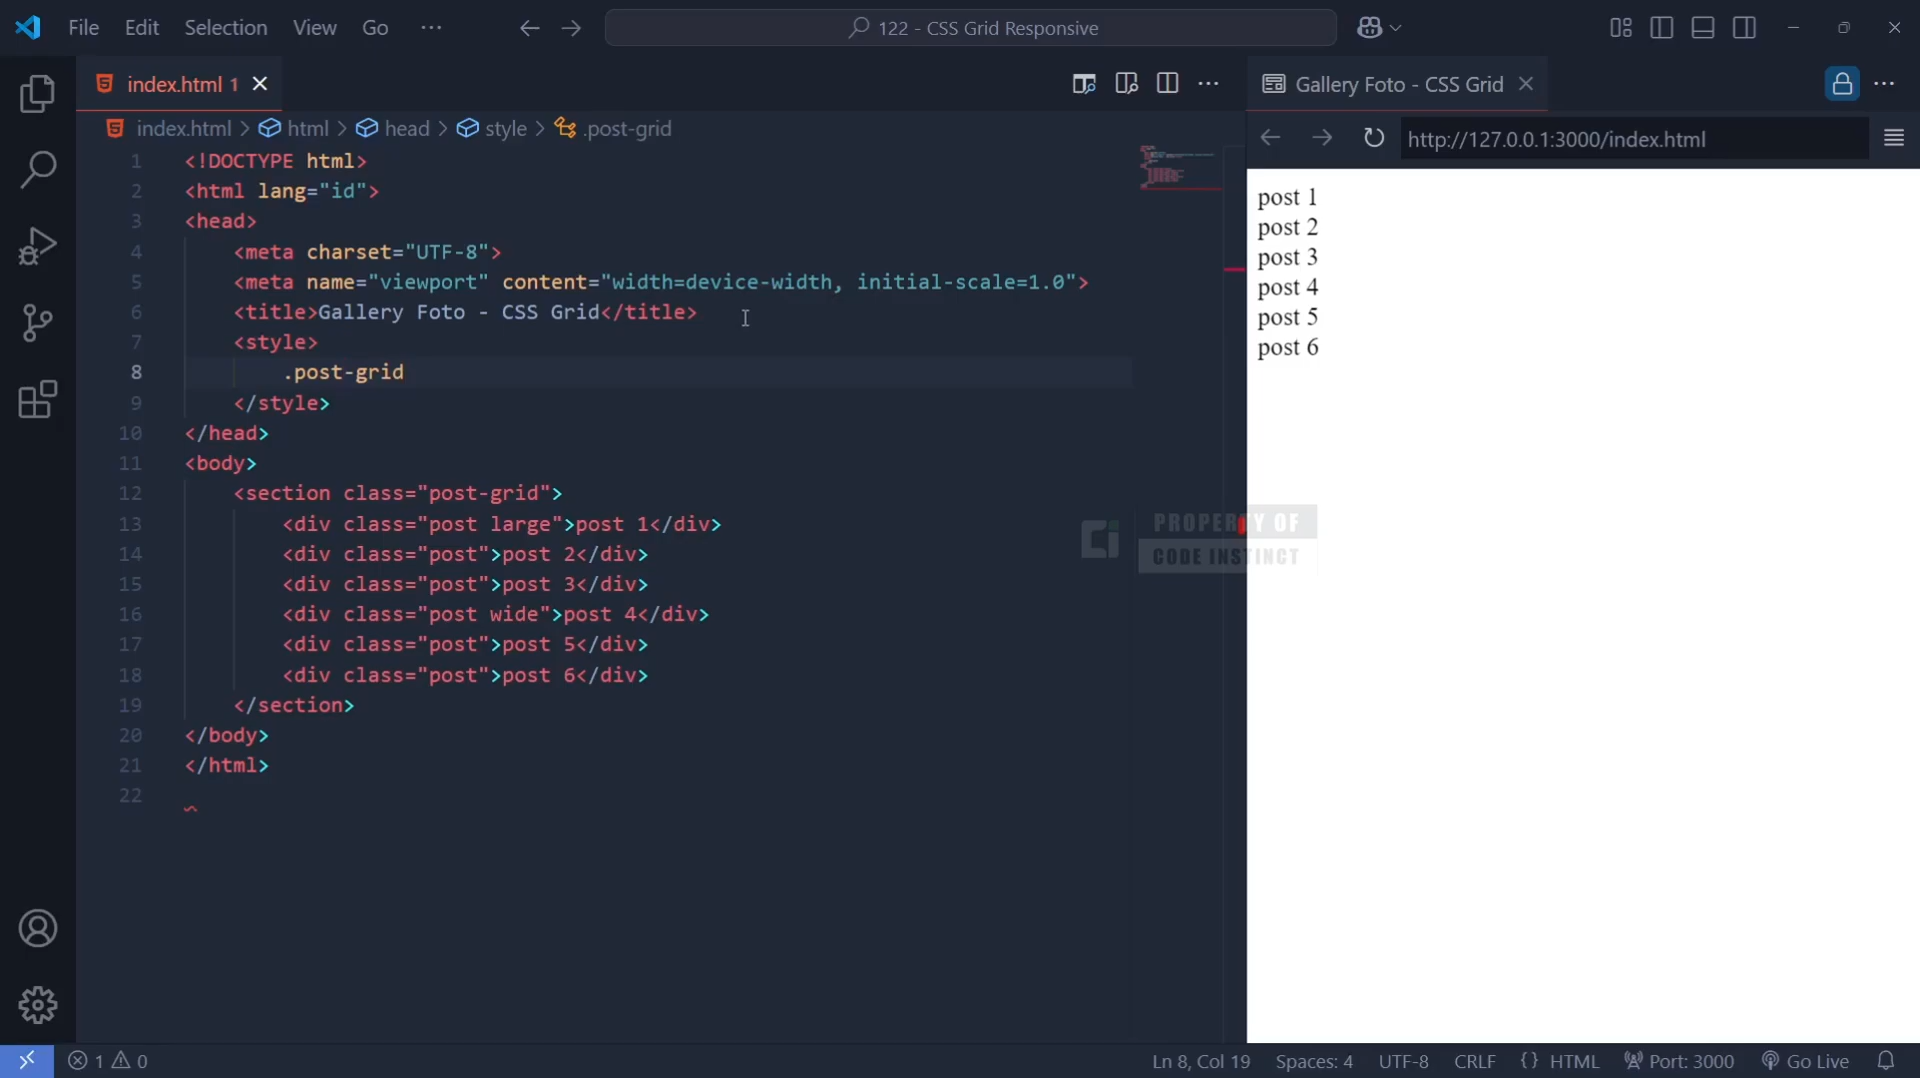 File Edit Selection View Go ··· 122 - CSS Grid Responsive
index.html 1
Gallery Foto - CSS Grid
index.html > html > head > style > .post-grid
http://127.0.0.1:3000/index.html
1 <!DOCTYPE html>
2 <html lang="id">
3 <head>
4 <meta charset="UTF-8">
5 <meta name="viewport" content="width=device-width, initial-scale=1.0">
6 <title>Gallery Foto - CSS Grid</title>
7 <style>
8 .post-grid
9 </style>
10 </head>
11 <body>
12 <section class="post-grid">
13 <div class="post large">post 1</div>
14 <div class="post">post 2</div>
15 <div class="post">post 3</div>
16 <div class="post wide">post 4</div>
17 <div class="post">post 5</div>
18 <div class="post">post 6</div>
19 </section>
20 </body>
21 </html>
22
post 1
post 2
post 3
post 4
post 5
post 6
PROPERTY OF
CODE INSTINCT
1 0 Ln 8, Col 19 Spaces: 4 UTF-8 CRLF {} HTML Port: 3000 Go Live